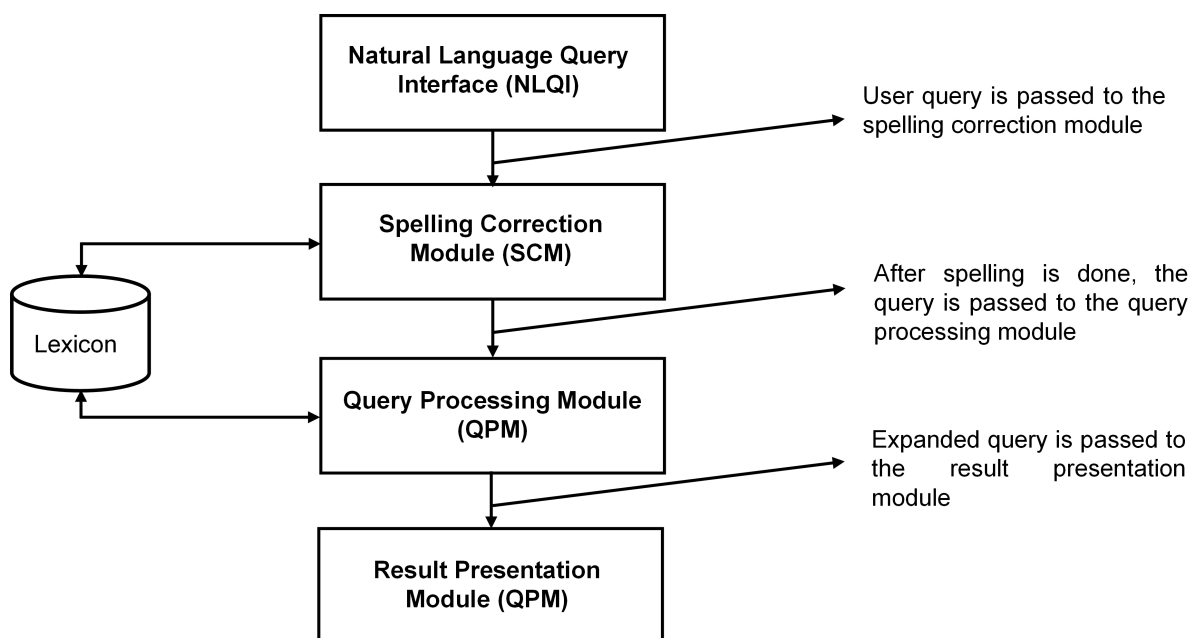 Natural Language Query
Interface (NLQI)
User query is passed to the
spelling correction module
Spelling Correction
Module (SCM)
After spelling is done, the
query is passed to the query
processing module
Lexicon
Query Processing Module
(QPM)
Expanded query is passed to
the result presentation
module
Result Presentation
Module (QPM)